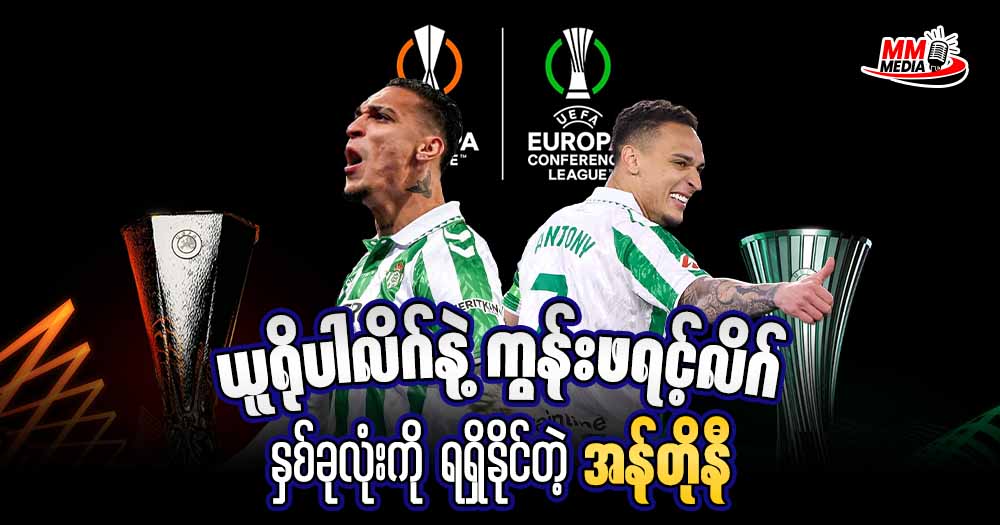 MM
MEDIA
UEFA
EUROPA
CONFERENCE
LEAGUE™
ANTONY
ယူရိုပါလိဂ်နဲ့ ကွန်းဖရင့်လိဂ်
နှစ်ခုလုံးကို ရရှိနိုင်တဲ့ အန်တိုနီ